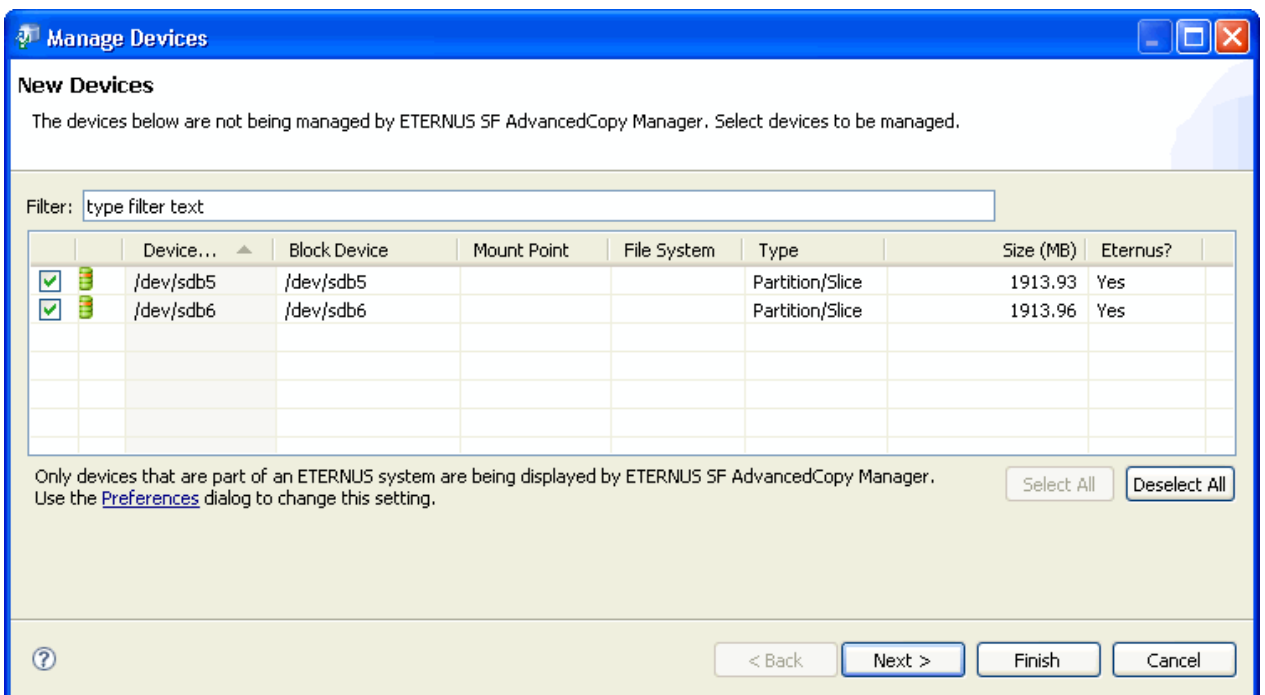 Manage Devices
New Devices
The devices below are not being managed by ETERNUS SF AdvancedCopy Manager. Select devices to be managed.
Filter: type filter text
Device... Block Device Mount Point File System Type Size (MB) Eternus?
/dev/sdb5 /dev/sdb5 Partition/Slice 1913.93 Yes
/dev/sdb6 /dev/sdb6 Partition/Slice 1913.96 Yes
Only devices that are part of an ETERNUS system are being displayed by ETERNUS SF AdvancedCopy Manager.
Use the Preferences dialog to change this setting.
Select All Deselect All
< Back Next > Finish Cancel